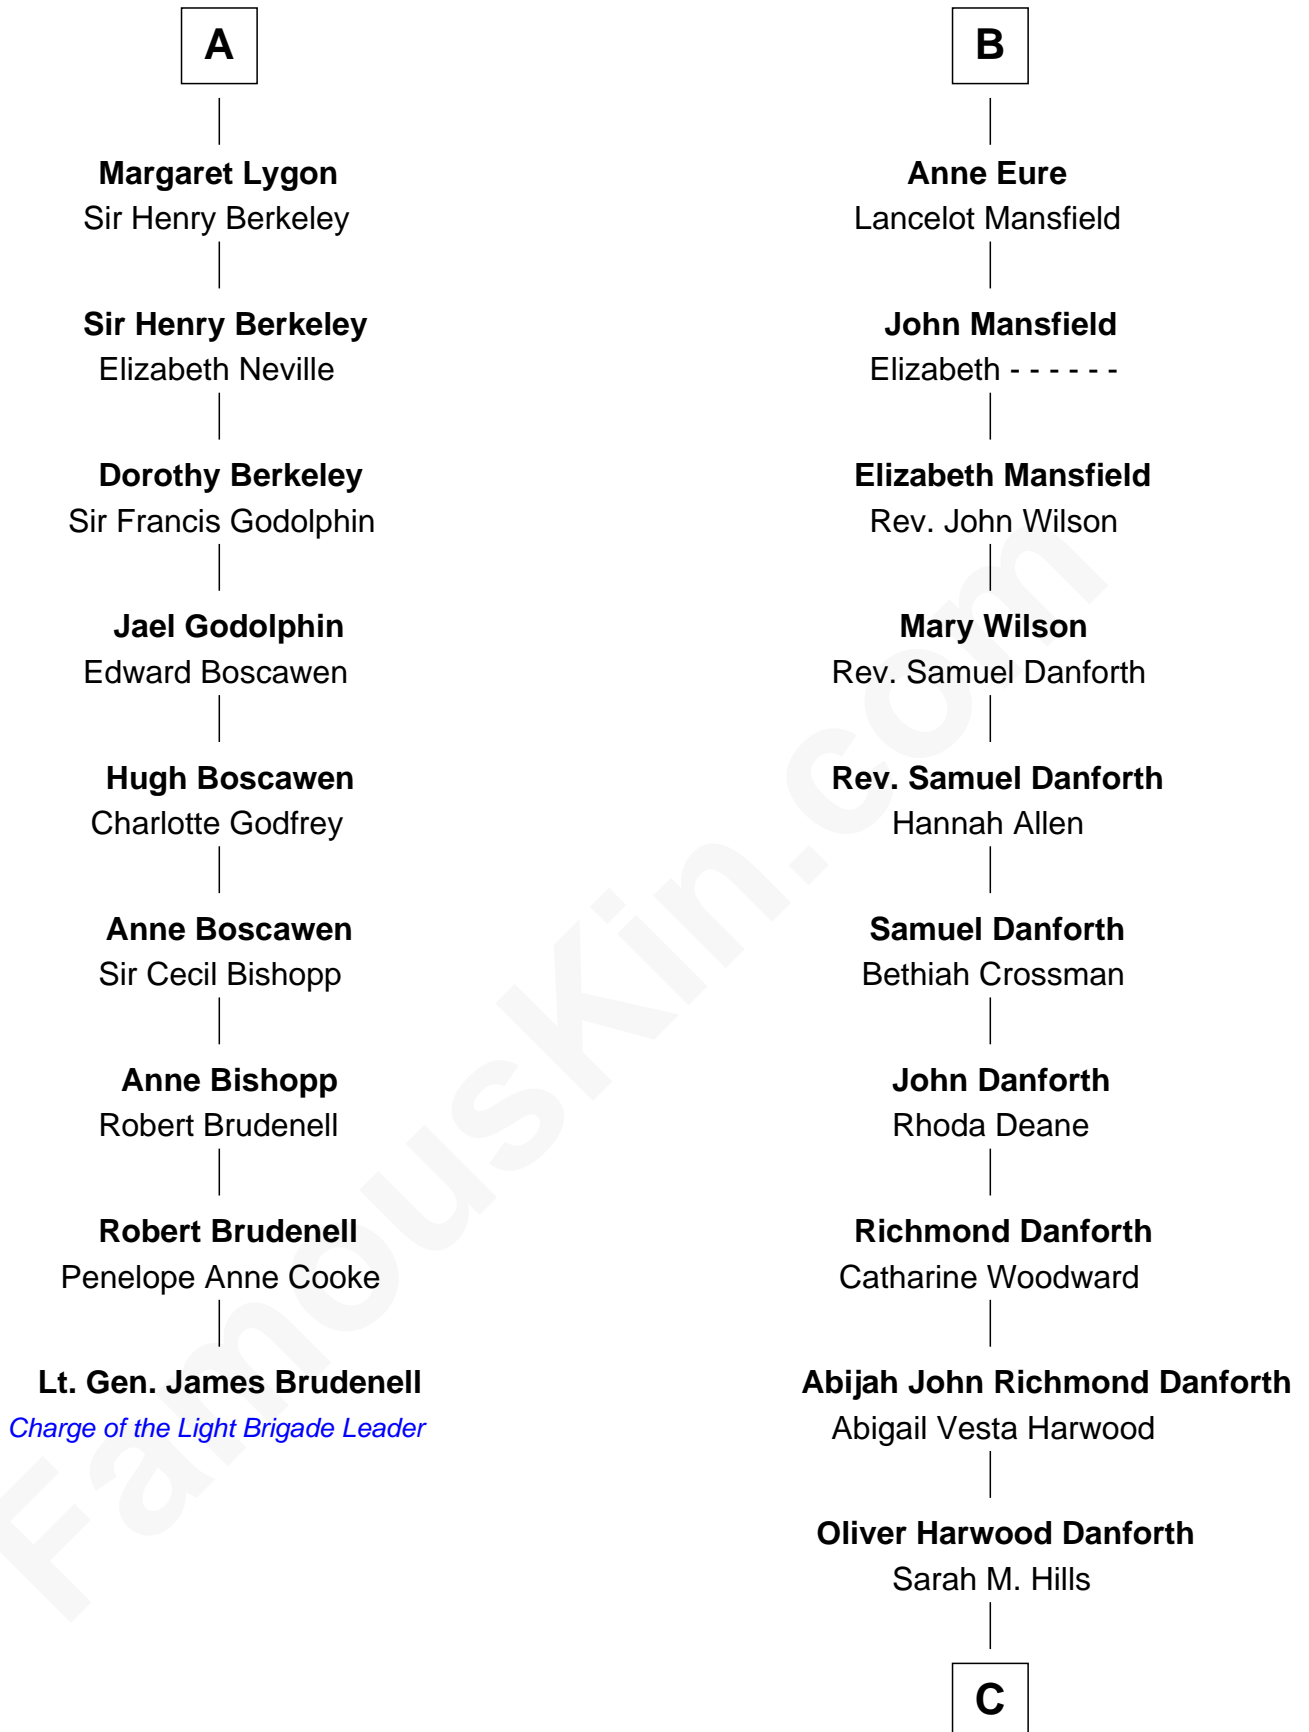 A
Margaret Lygon
Sir Henry Berkeley
Sir Henry Berkeley
Elizabeth Neville
Dorothy Berkeley
Sir Francis Godolphin
Jael Godolphin
Edward Boscawen
Hugh Boscawen
Charlotte Godfrey
Anne Boscawen
Sir Cecil Bishopp
Anne Bishopp
Robert Brudenell
Robert Brudenell
Penelope Anne Cooke
Lt. Gen. James Brudenell
Charge of the Light Brigade Leader
B
Anne Eure
Lancelot Mansfield
John Mansfield
Elizabeth - - - - - -
Elizabeth Mansfield
Rev. John Wilson
Mary Wilson
Rev. Samuel Danforth
Rev. Samuel Danforth
Hannah Allen
Samuel Danforth
Bethiah Crossman
John Danforth
Rhoda Deane
Richmond Danforth
Catharine Woodward
Abijah John Richmond Danforth
Abigail Vesta Harwood
Oliver Harwood Danforth
Sarah M. Hills
C
FamousKin.com